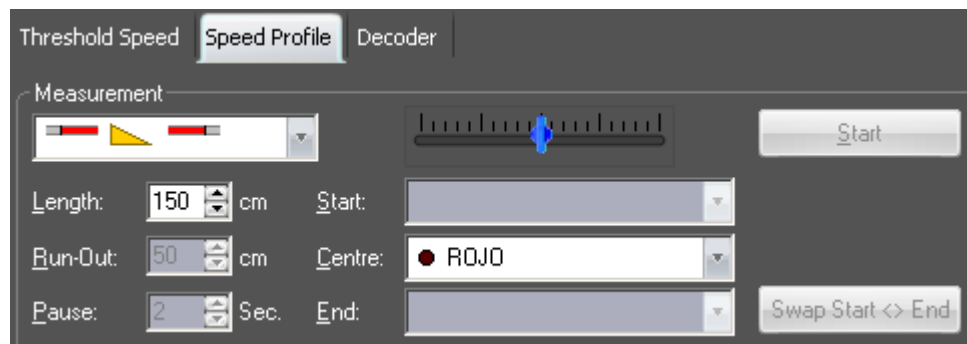 Threshold Speed Speed Profile Decoder
Measurement
Start
Length: 150 cm Start:
Run-Out: 50 cm Centre: ROJO
Pause: 2 Sec. End: Swap Start <> End